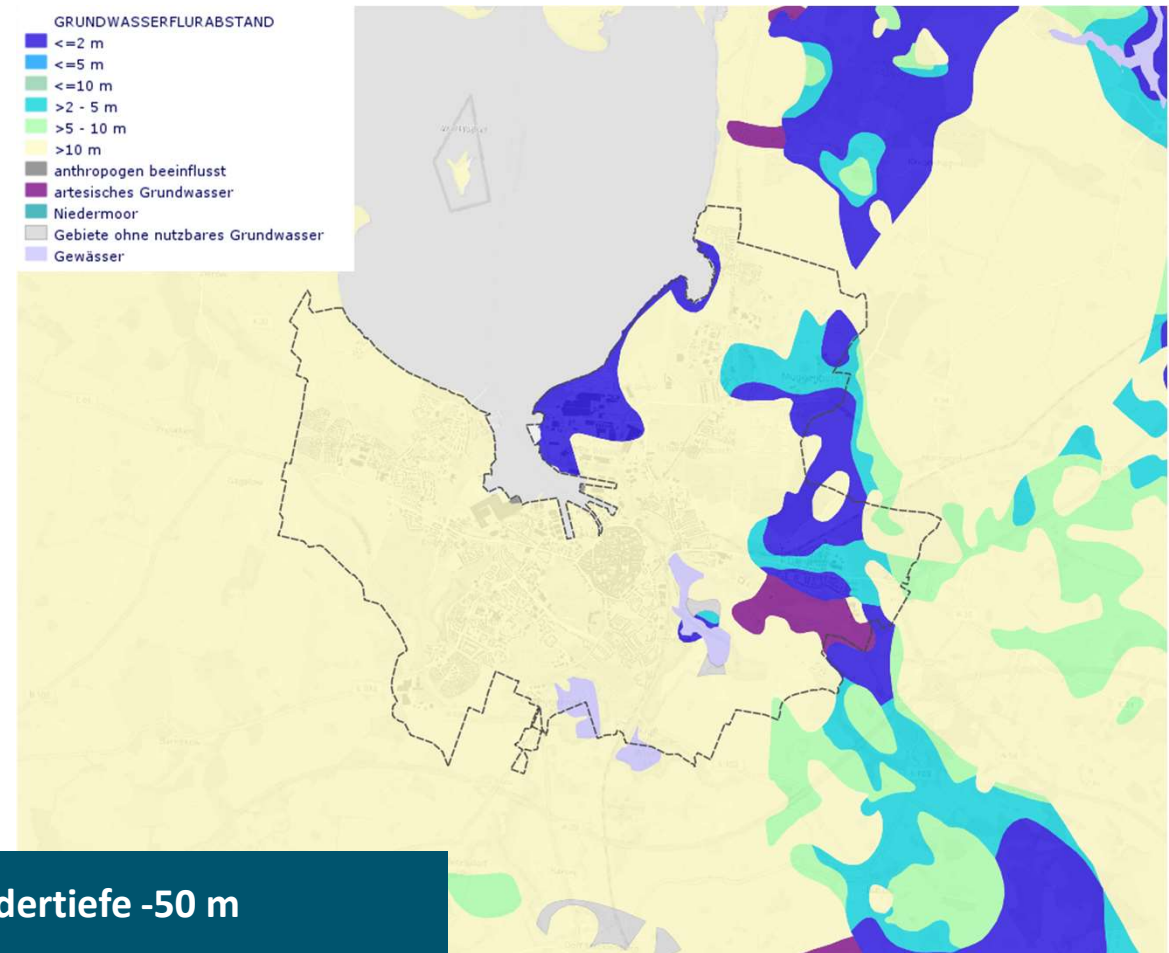 GRUNDWASSERFLURABSTAND
<=2 m
<=5 m
<=10 m
>2 - 5 m
>5 - 10 m
>10 m
anthropogen beeinflusst
artesisches Grundwasser
Niedermoor
Gebiete ohne nutzbares Grundwasser
Gewässer
dertiefe -50 m